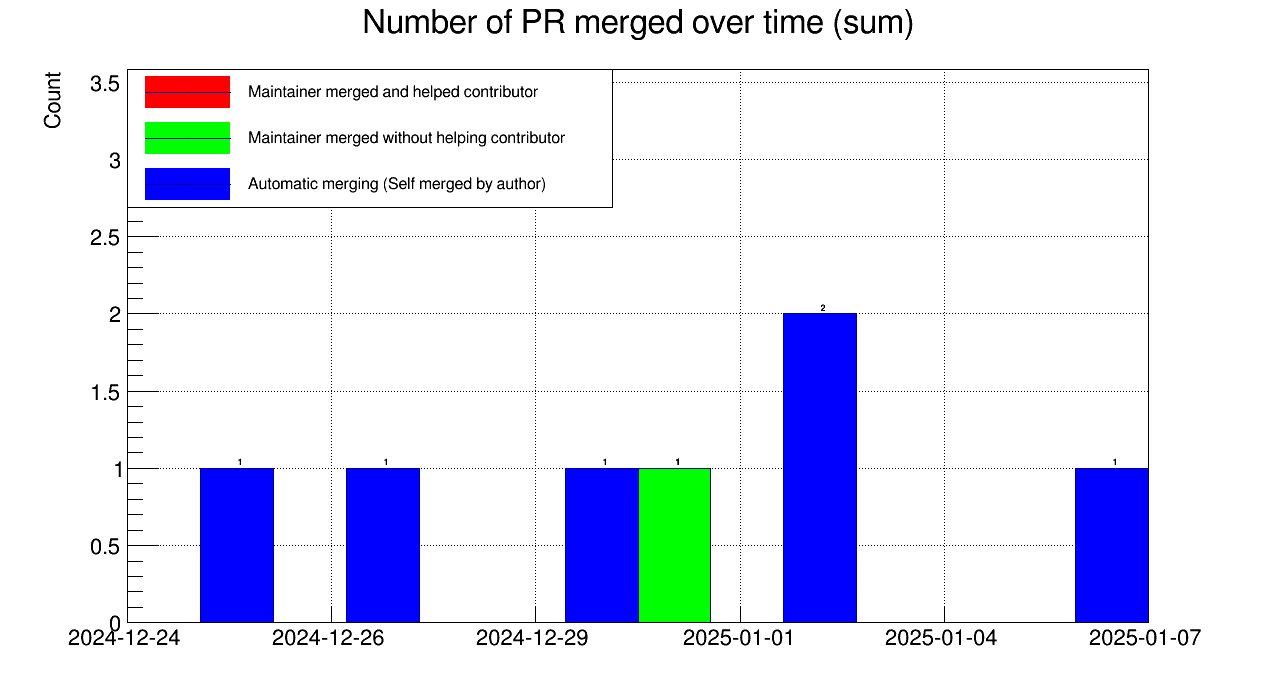 Number of PR merged over time (sum)
Count
3.5
Maintainer merged and helped contributor
Maintainer merged without helping contributor
3
Automatic merging (Self merged by author)
2.5
2
2
1.5
1
1 1 1 1 1
0.5
0
2024-12-24 2024-12-26 2024-12-29 2025-01-01 2025-01-04 2025-01-07